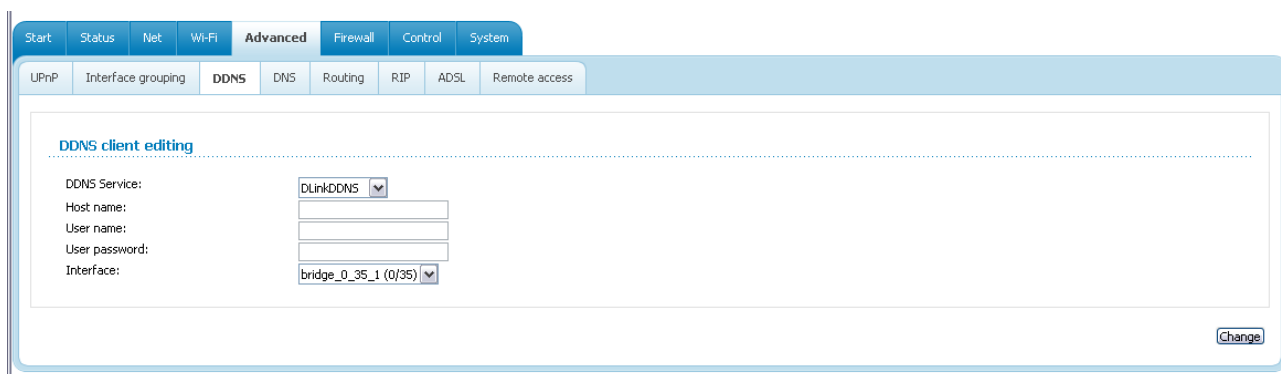 Start Status Net Wi-Fi Advanced Firewall Control System
UPnP Interface grouping DDNS DNS Routing RIP ADSL Remote access
DDNS client editing
DDNS Service: DLinkDDNS
Host name:
User name:
User password:
Interface: bridge_0_35_1 (0/35)
Change